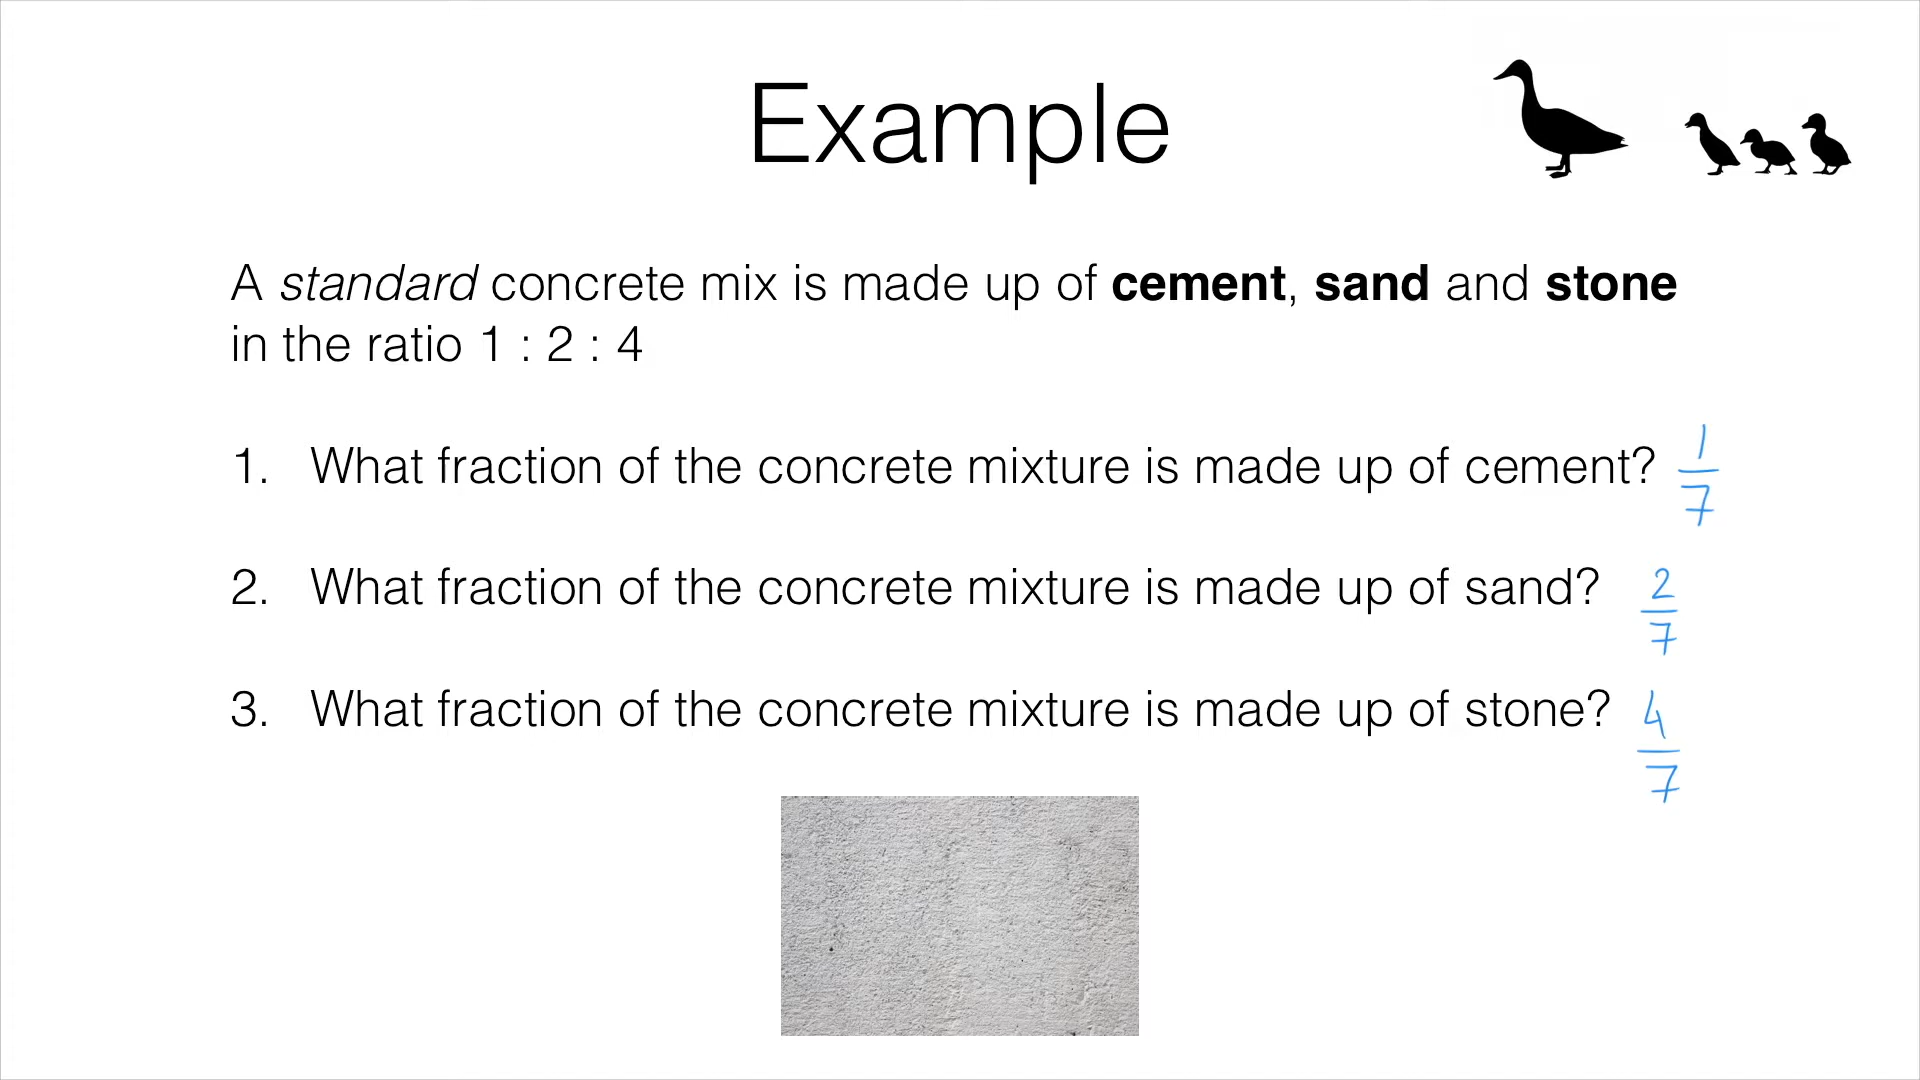 Example
A standard concrete mix is made up of cement, sand and stone
in the ratio 1 : 2 : 4
1. What fraction of the concrete mixture is made up of cement? 1/7
2. What fraction of the concrete mixture is made up of sand? 2/7
3. What fraction of the concrete mixture is made up of stone? 4/7